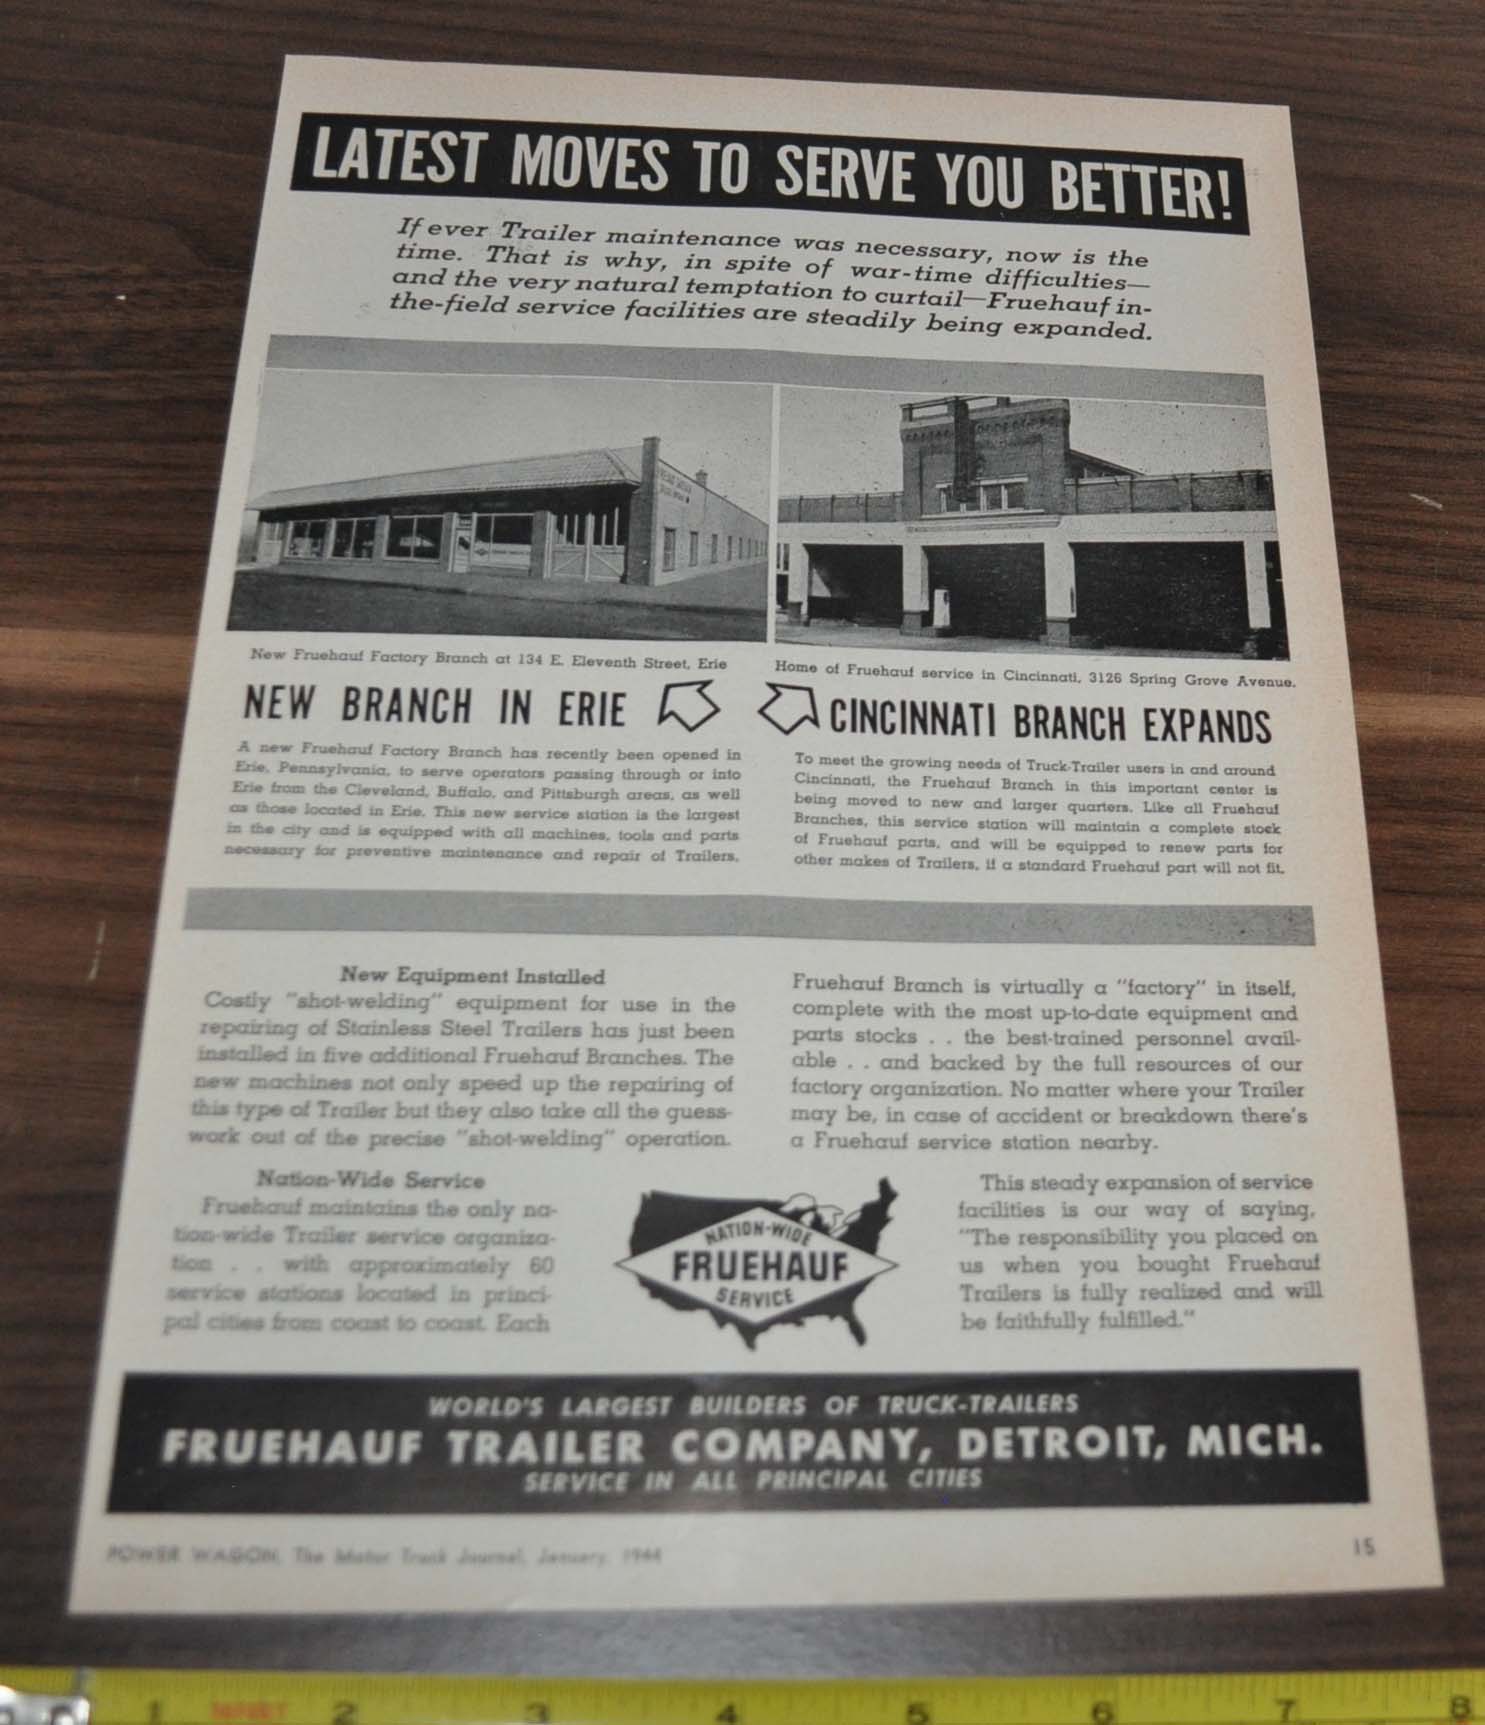 LATEST MOVES TO SERVE YOU BETTER!
If ever Trailer maintenance was necessary, now is the
time. That is why, in spite of war-time difficulties—
and the very natural temptation to curtail—Fruehauf in-
the-field service facilities are steadily being expanded.
New Fruehauf Factory Branch at 134 E. Eleventh Street, Erie
NEW BRANCH IN ERIE
A new Fruehauf Factory Branch has recently been opened in
Erie, Pennsylvania, to serve operators passing through or into
Erie from the Cleveland, Buffalo, and Pittsburgh areas, as well
as those located in Erie. This new service station is the largest
in the city and is equipped with all machines, tools and parts
necessary for preventive maintenance and repair of Trailers.
Home of Fruehauf service in Cincinnati, 3126 Spring Grove Avenue.
CINCINNATI BRANCH EXPANDS
To meet the growing needs of Truck-Trailer users in and around
Cincinnati, the Fruehauf Branch in this important center is
being moved to new and larger quarters. Like all Fruehauf
Branches, this service station will maintain a complete stock
of Fruehauf parts, and will be equipped to renew parts for
other makes of Trailers, if a standard Fruehauf part will not fit.
New Equipment Installed
Costly "shot-welding" equipment for use in the
repairing of Stainless Steel Trailers has just been
installed in five additional Fruehauf Branches. The
new machines not only speed up the repairing of
this type of Trailer but they also take all the guess-
work out of the precise "shot-welding" operation.
Nation-Wide Service
Fruehauf maintains the only na-
tion-wide Trailer service organiza-
tion . . with approximately 60
service stations located in princi-
pal cities from coast to coast. Each
Fruehauf Branch is virtually a "factory" in itself,
complete with the most up-to-date equipment and
parts stocks . . the best-trained personnel avail-
able . . and backed by the full resources of our
factory organization. No matter where your Trailer
may be, in case of accident or breakdown there's
a Fruehauf service station nearby.
This steady expansion of service
facilities is our way of saying,
"The responsibility you placed on
us when you bought Fruehauf
Trailers is fully realized and will
be faithfully fulfilled."
NATION-WIDE
FRUEHAUF
SERVICE
WORLD'S LARGEST BUILDERS OF TRUCK-TRAILERS
FRUEHAUF TRAILER COMPANY, DETROIT, MICH.
SERVICE IN ALL PRINCIPAL CITIES
POWER WAGON, The Motor Truck Journal, January, 1944
15
1 2 3 4 5 6 7 8